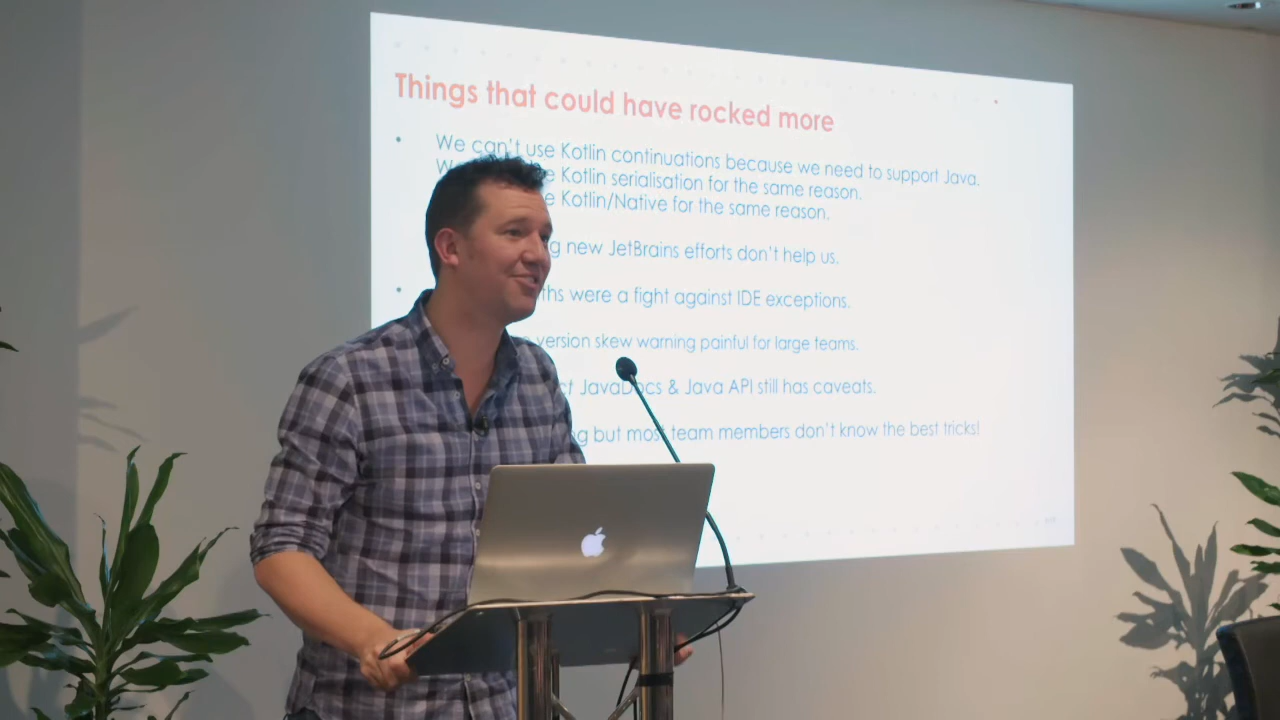 Things that could have rocked more
• We can't use Kotlin continuations because we need to support Java.
Kotlin serialisation for the same reason.
Kotlin/Native for the same reason.
new JetBrains efforts don't help us.
• were a fight against IDE exceptions.
version skew warning painful for large teams.
JavaDocs & Java API still has caveats.
but most team members don't know the best tricks!